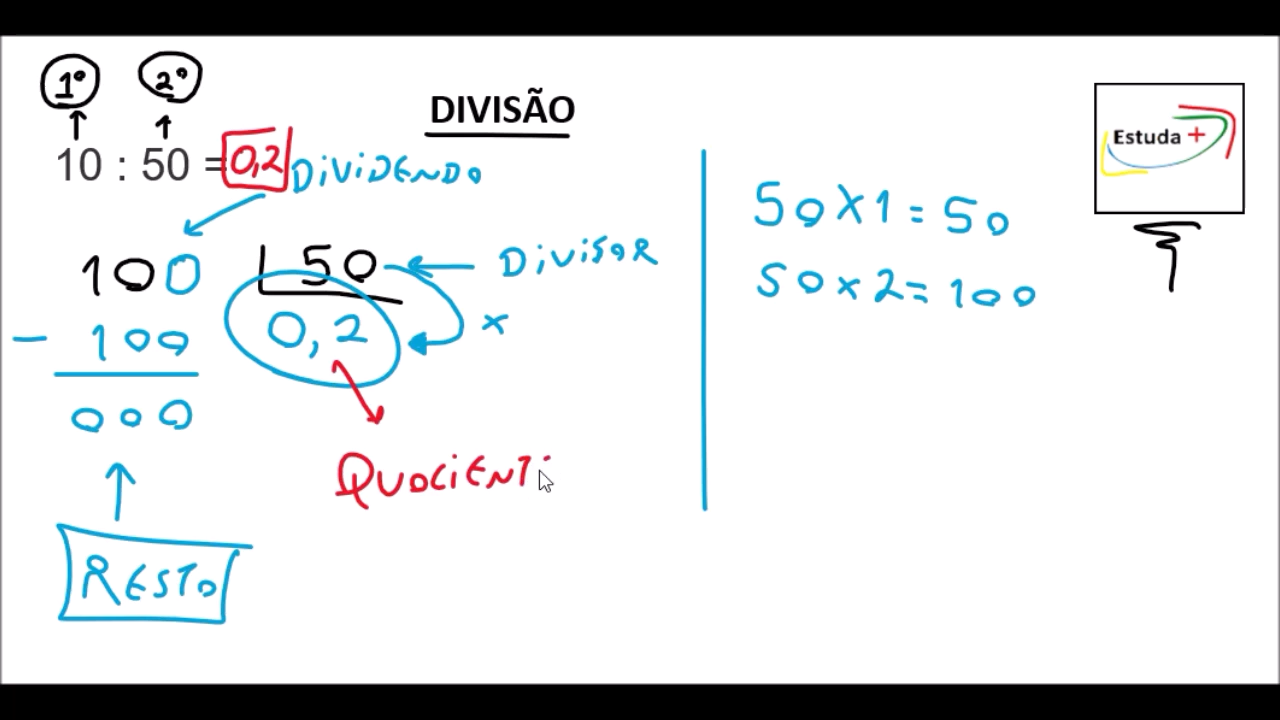 1º 2º
DIVISÃO
10 : 50 = 0,2
DIVIDENDO
100 50
DIVISOR
0,2
x
- 100
000
QUOCIENT
RESTO
50 X 1 = 50
50 x 2 = 100
Estuda +